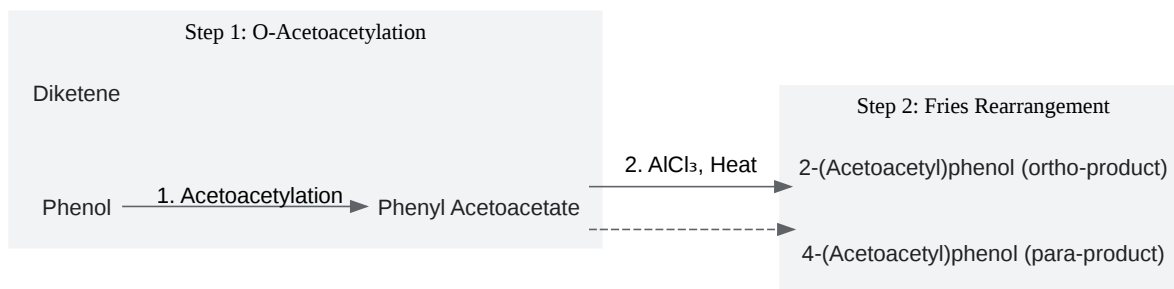 Step 1: O-Acetoacetylation
Diketene
Phenol
1. Acetoacetylation
Phenyl Acetoacetate
2. AlCl₃, Heat
Step 2: Fries Rearrangement
2-(Acetoacetyl)phenol (ortho-product)
4-(Acetoacetyl)phenol (para-product)